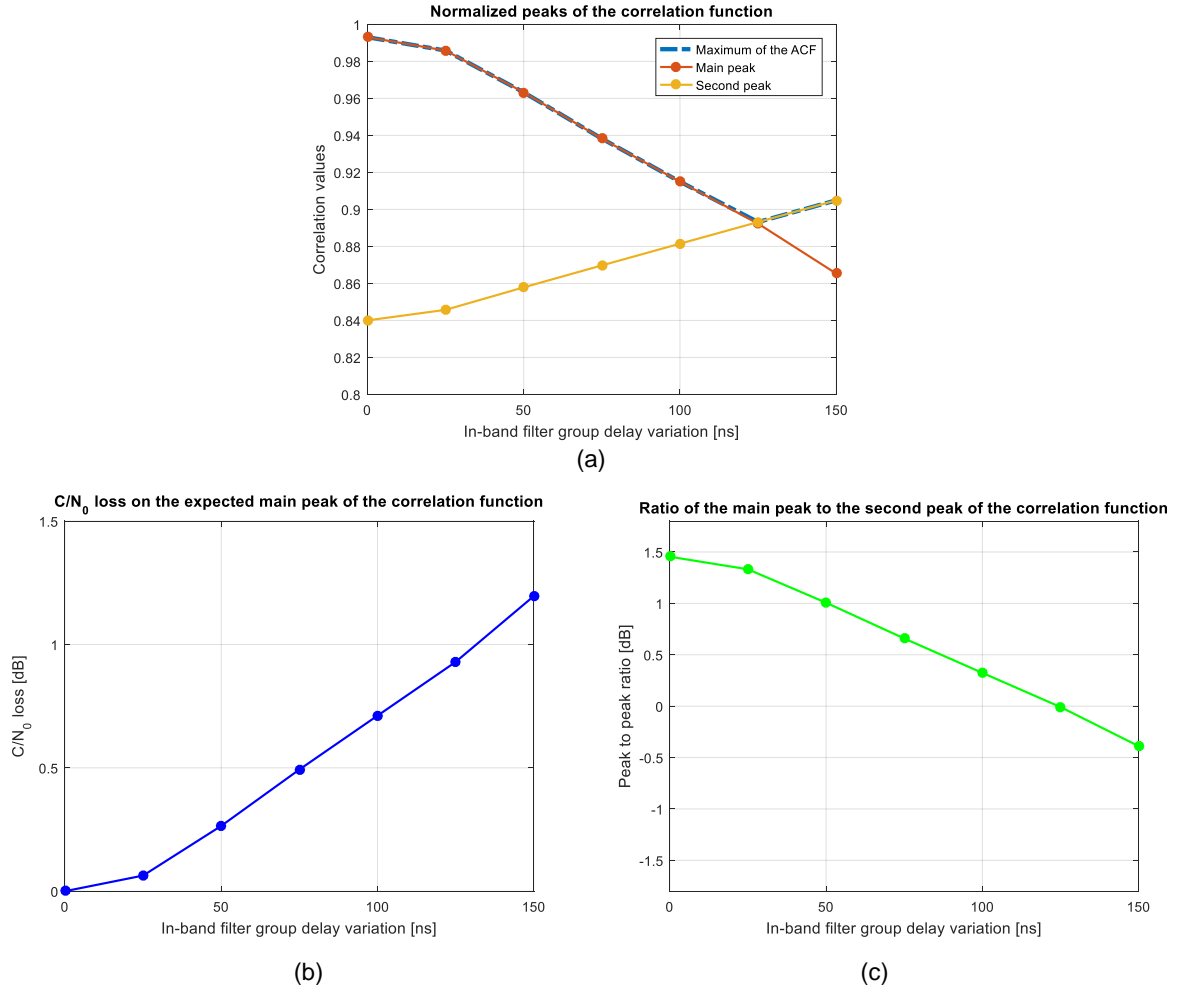 Normalized peaks of the correlation function
1
0.98
0.96
0.94
0.92
0.9
0.88
0.86
0.84
0.82
0.8
Correlation values
Maximum of the ACF
Main peak
Second peak
0 50 100 150
In-band filter group delay variation [ns]
(a)
C/N0 loss on the expected main peak of the correlation function
1.5
1
0.5
0
C/N0 loss [dB]
0 50 100 150
In-band filter group delay variation [ns]
(b)
Ratio of the main peak to the second peak of the correlation function
1.5
1
0.5
0
-0.5
-1
-1.5
Peak to peak ratio [dB]
0 50 100 150
In-band filter group delay variation [ns]
(c)